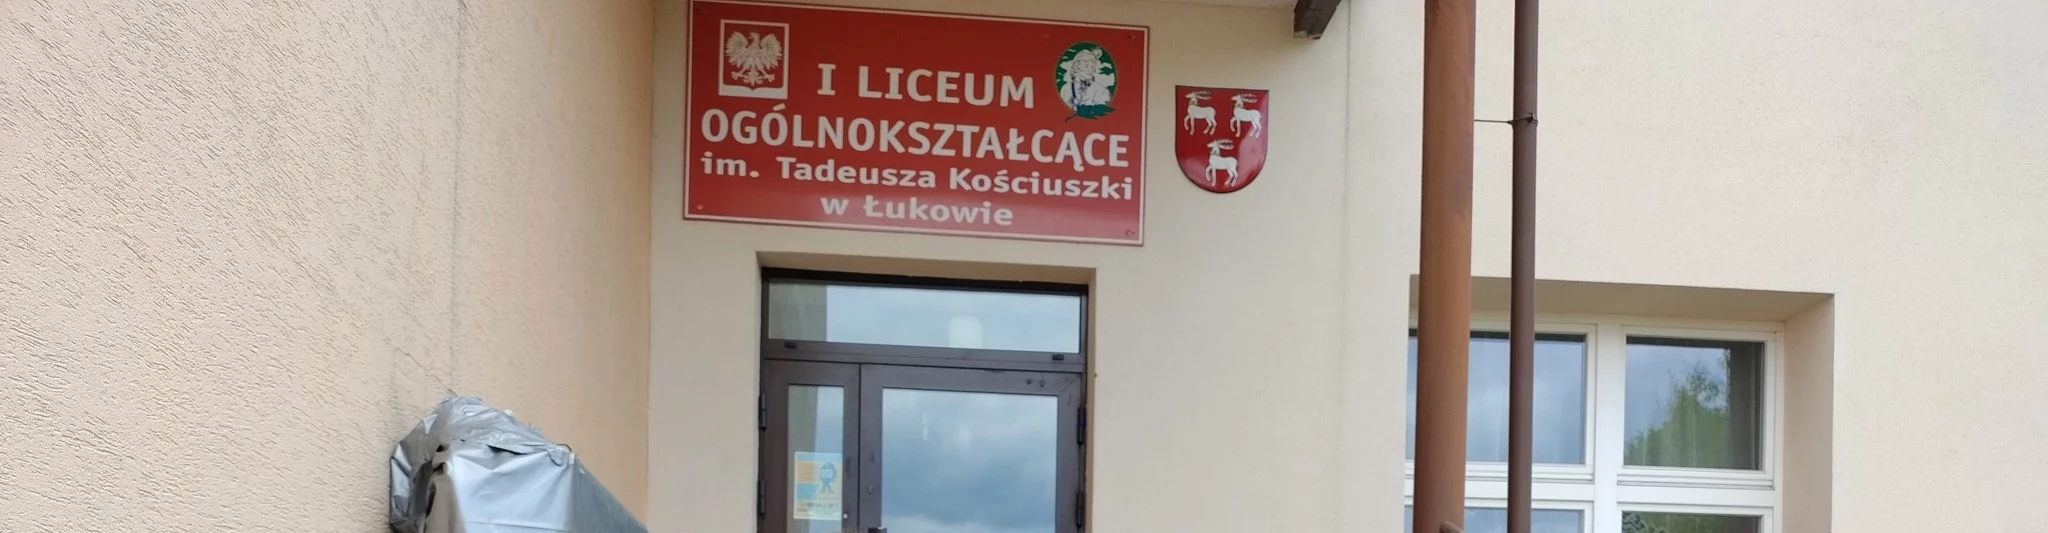 I LICEUM
OGÓLNOKSZTAŁCĄCE
im. Tadeusza Kościuszki
w Łukowie